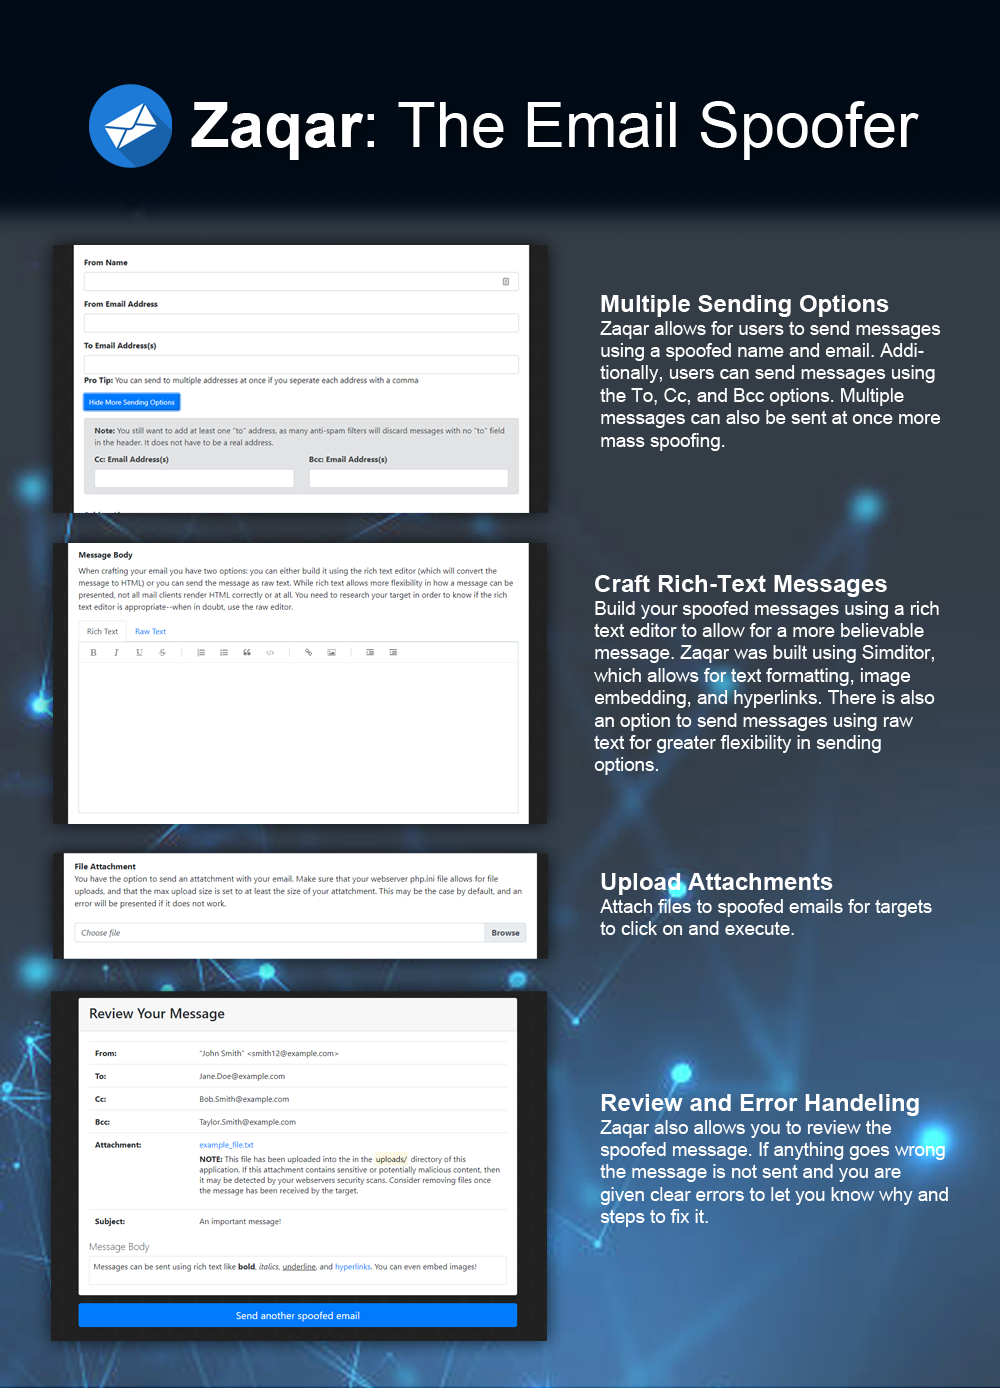 Zaqar: The Email Spoofer
From Name
From Email Address
To Email Address(s)
Pro Tip: You can send to multiple addresses at once if you seperate each address with a comma
Hide More Sending Options
Note: You still want to add at least one "to" address, as many anti-spam filters will discard messages with no "to" field
in the header. It does not have to be a real address.
Cc: Email Address(s)
Bcc: Email Address(s)
Multiple Sending Options
Zaqar allows for users to send messages
using a spoofed name and email. Addi-
tionally, users can send messages using
the To, Cc, and Bcc options. Multiple
messages can also be sent at once more
mass spoofing.
Message Body
When crafting your email you have two options: you can either build it using the rich text editor (which will convert the
message to HTML) or you can send the message as raw text. While rich text allows more flexibility in how a message can be
presented, not all mail clients render HTML correctly or at all. You need to research your target in order to know if the rich
text editor is appropriate--when in doubt, use the raw editor.
Rich Text
Raw Text
B I U S
Craft Rich-Text Messages
Build your spoofed messages using a rich
text editor to allow for a more believable
message. Zaqar was built using Simditor,
which allows for text formatting, image
embedding, and hyperlinks. There is also
an option to send messages using raw
text for greater flexibility in sending
options.
File Attachment
You have the option to send an attatchment with your email. Make sure that your webserver php.ini file allows for file
uploads, and that the max upload size is set to at least the size of your attatchment. This may be the case by default, and an
error will be presented if it does not work.
Choose file
Browse
Upload Attachments
Attach files to spoofed emails for targets
to click on and execute.
Review Your Message
From: "John Smith" <smith12@example.com>
To: Jane.Doe@example.com
Cc: Bob.Smith@example.com
Bcc: Taylor.Smith@example.com
Attachment: example_file.txt
NOTE: This file has been uploaded into the in the uploads/ directory of this
application. If this attachment contains sensitive or potentially malicious content, then
it may be detected by your webservers security scans. Consider removing files once
the message has been received by the target.
Subject: An important message!
Message Body
Messages can be sent using rich text like bold, italics, underline, and hyperlinks. You can even embed images!
Send another spoofed email
Review and Error Handeling
Zaqar also allows you to review the
spoofed message. If anything goes wrong
the message is not sent and you are
given clear errors to let you know why and
steps to fix it.